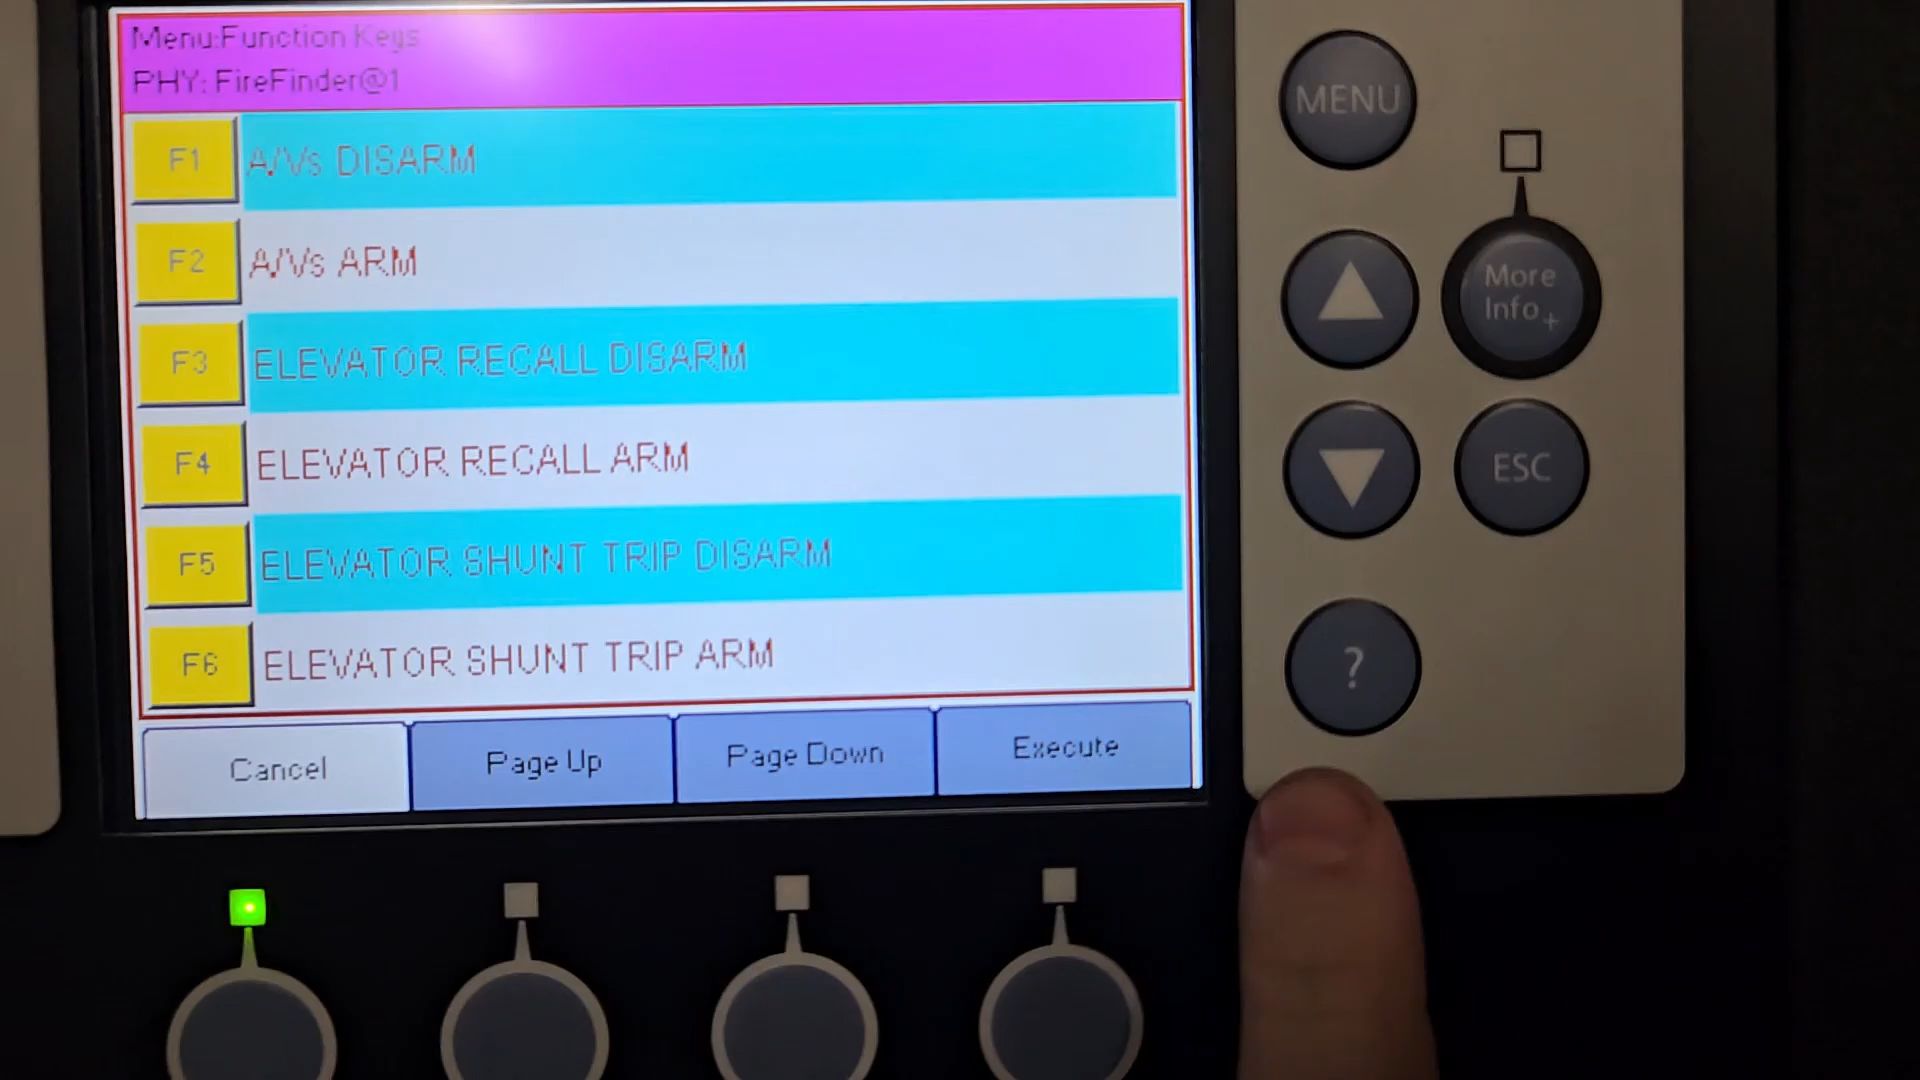 Menu:Function Keys
PHY: FireFinder@1
F1 A/Vs DISARM
F2 A/Vs ARM
F3 ELEVATOR RECALL DISARM
F4 ELEVATOR RECALL ARM
F5 ELEVATOR SHUNT TRIP DISARM
F6 ELEVATOR SHUNT TRIP ARM
Cancel Page Up Page Down Execute
MENU
More
Info+
ESC
?